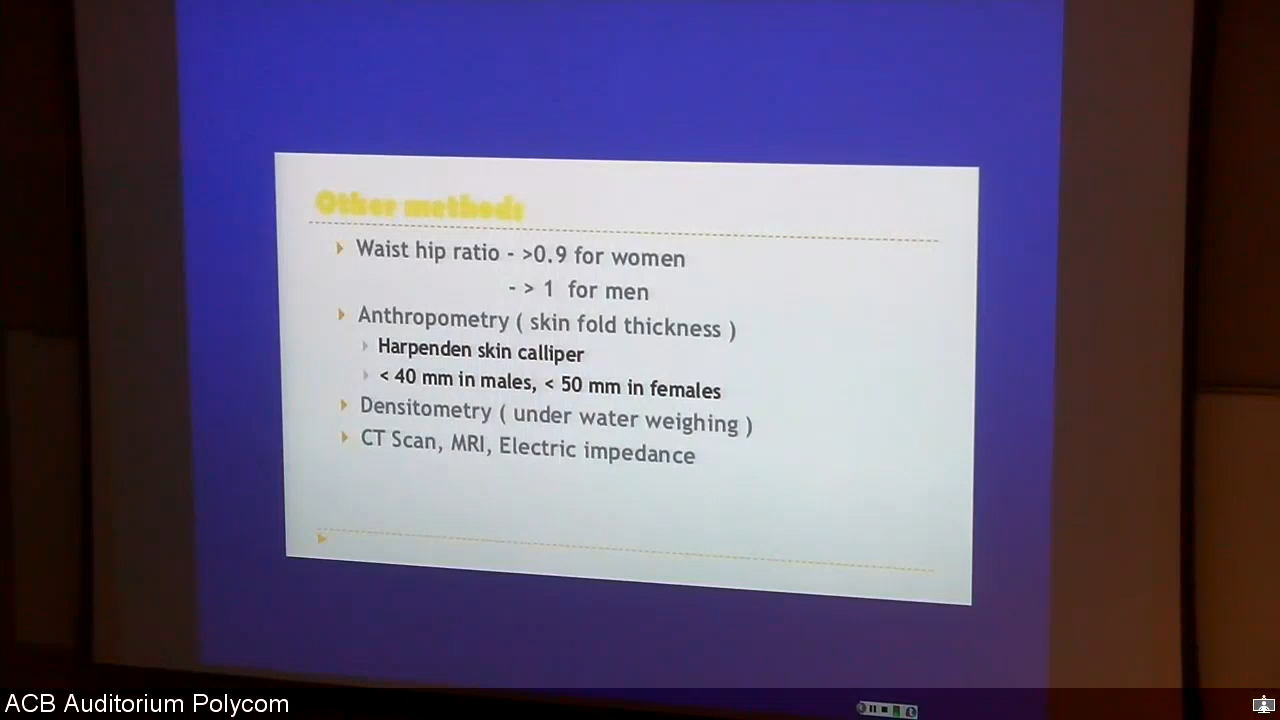 Other methods
Waist hip ratio - >0.9 for women
- > 1 for men
Anthropometry ( skin fold thickness )
Harpenden skin calliper
< 40 mm in males, < 50 mm in females
Densitometry ( under water weighing )
CT Scan, MRI, Electric impedance
ACB Auditorium Polycom